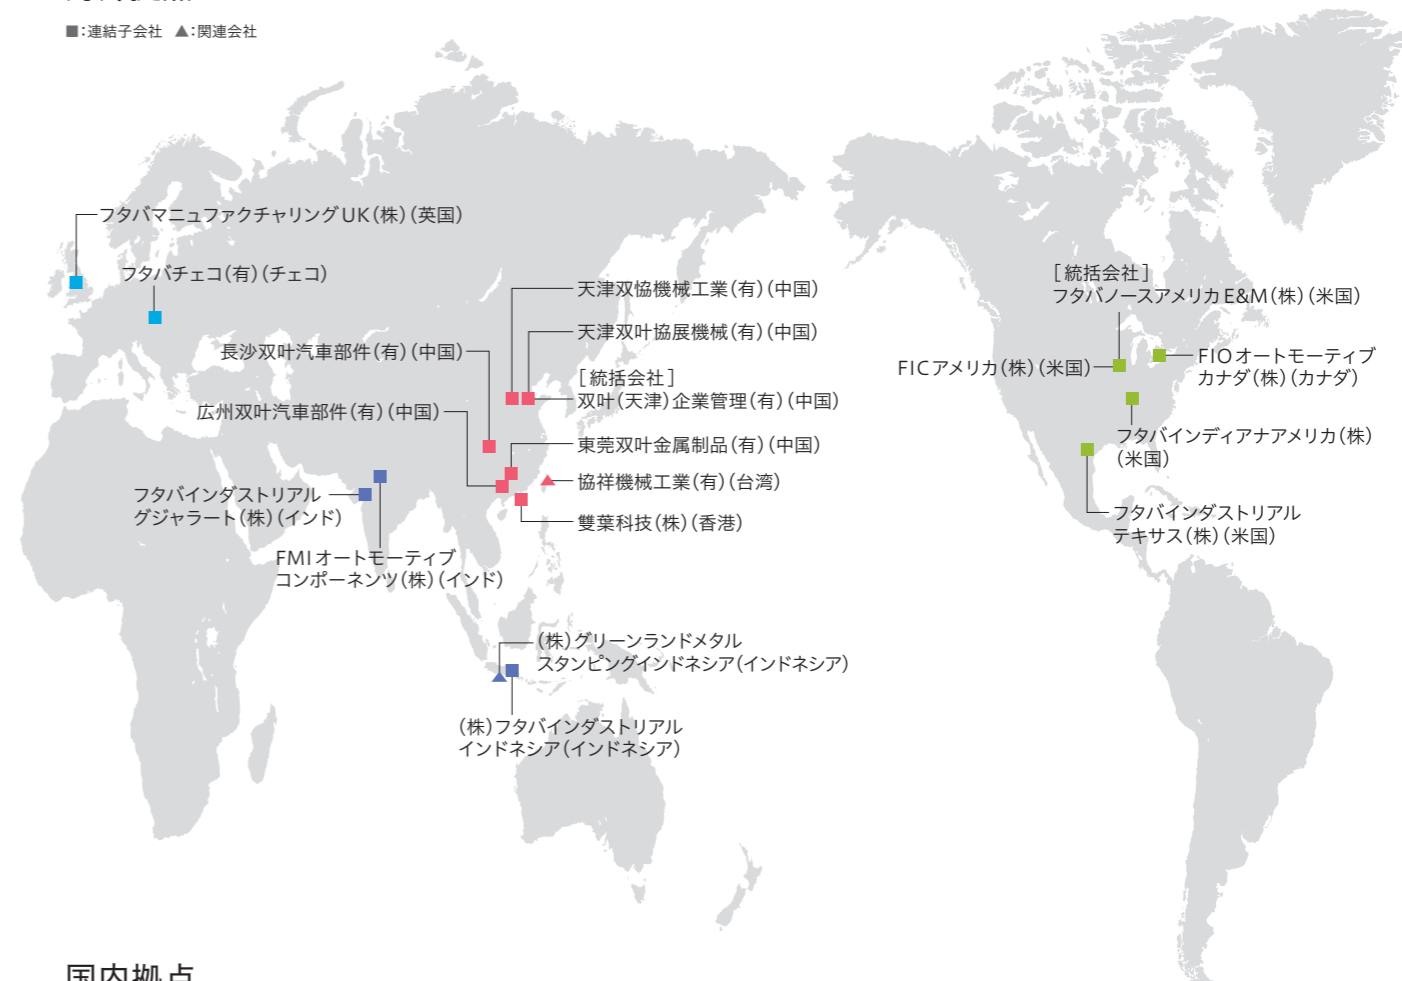 ■：連結子会社 ▲：関連会社
フタバマニュファクチャリングUK（株）（英国）
フタバチェコ（有）（チェコ）
天津双協機械工業（有）（中国）
天津双叶協展機械（有）（中国）
長沙双叶汽車部件（有）（中国）
［統括会社］
双叶（天津）企業管理（有）（中国）
広州双叶汽車部件（有）（中国）
東莞双叶金属制品（有）（中国）
協祥機械工業（有）（台湾）
雙葉科技（株）（香港）
フタバインダストリアル
グジャラート（株）（インド）
FMIオートモーティブ
コンポーネンツ（株）（インド）
（株）グリーンランドメタル
スタンピングインドネシア（インドネシア）
（株）フタバインダストリアル
インドネシア（インドネシア）
［統括会社］
フタバノースアメリカE&M（株）（米国）
FICアメリカ（株）（米国）
FIOオートモーティブ
カナダ（株）（カナダ）
フタバインディアナアメリカ（株）
（米国）
フタバインダストリアル
テキサス（株）（米国）
国内拠点